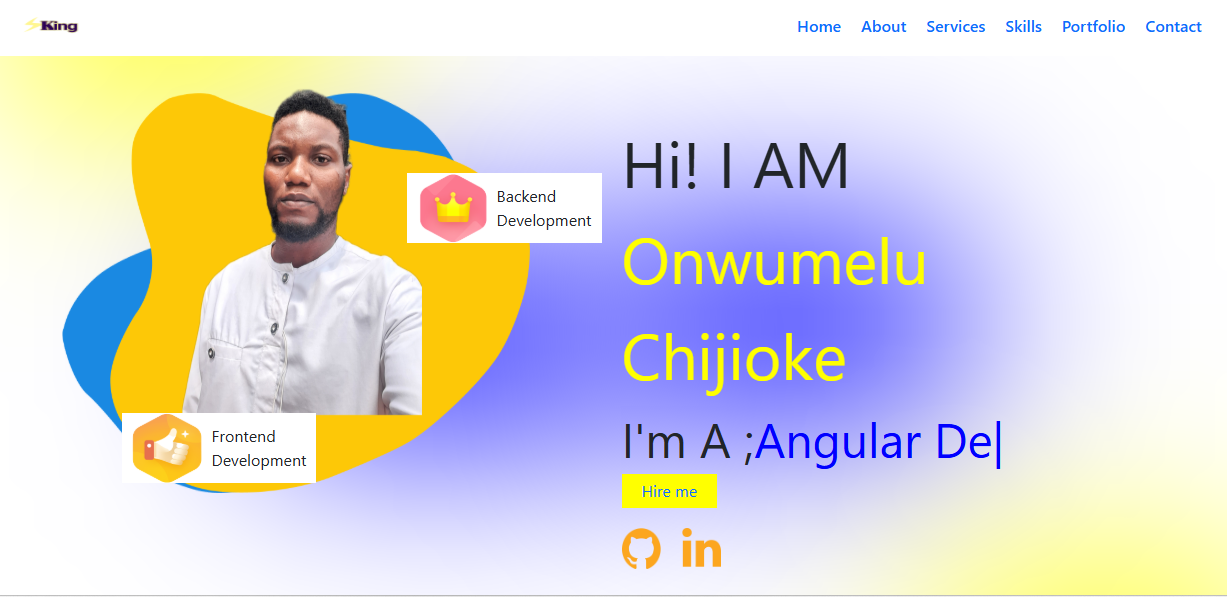 King
Home About Services Skills Portfolio Contact
Hi! I AM
Onwumelu
Chijioke
I'm A ;Angular De|
Hire me
in
Backend
Development
Frontend
Development